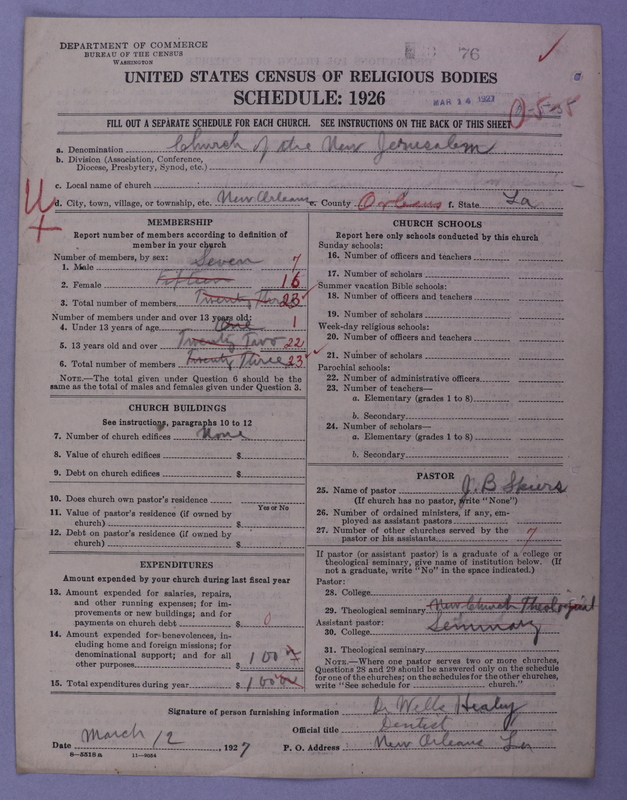 DEPARTMENT OF COMMERCE
BUREAU OF THE CENSUS
WASHINGTON
76
UNITED STATES CENSUS OF RELIGIOUS BODIES
SCHEDULE: 1926
MAR 14 1927
FILL OUT A SEPARATE SCHEDULE FOR EACH CHURCH. SEE INSTRUCTIONS ON THE BACK OF THIS SHEET
a. Denomination Church of the New Jerusalem
b. Division (Association, Conference, Diocese, Presbytery, Synod, etc.)
c. Local name of church
d. City, town, village, or township, etc. New Orleans e. County Orleans f. State La
MEMBERSHIP
Report number of members according to definition of member in your church
Number of members, by sex:
1. Male Seven 7
2. Female Fifteen 16
3. Total number of members Twenty Three 23
Number of members under and over 13 years old:
4. Under 13 years of age One 1
5. 13 years old and over Twenty Two 22
6. Total number of members Twenty Three 23
NOTE.—The total given under Question 6 should be the same as the total of males and females given under Question 3.
CHURCH BUILDINGS
See instructions, paragraphs 10 to 12
7. Number of church edifices None
8. Value of church edifices $
9. Debt on church edifices $
10. Does church own pastor's residence
Yes or No
11. Value of pastor's residence (if owned by church) $
12. Debt on pastor's residence (if owned by church) $
EXPENDITURES
Amount expended by your church during last fiscal year
13. Amount expended for salaries, repairs, and other running expenses; for improvements or new buildings; and for payments on church debt $ 0
14. Amount expended for benevolences, including home and foreign missions; for denominational support; and for all other purposes $ 100
15. Total expenditures during year $ 100
CHURCH SCHOOLS
Report here only schools conducted by this church
Sunday schools:
16. Number of officers and teachers
17. Number of scholars
Summer vacation Bible schools:
18. Number of officers and teachers
19. Number of scholars
Week-day religious schools:
20. Number of officers and teachers
21. Number of scholars
Parochial schools:
22. Number of administrative officers
23. Number of teachers—
a. Elementary (grades 1 to 8)
b. Secondary
24. Number of scholars—
a. Elementary (grades 1 to 8)
b. Secondary
PASTOR
25. Name of pastor J. B Spiers
(If church has no pastor, write "None")
26. Number of ordained ministers, if any, employed as assistant pastors
27. Number of other churches served by the pastor or his assistants 7
If pastor (or assistant pastor) is a graduate of a college or theological seminary, give name of institution below. (If not a graduate, write "No" in the space indicated.)
Pastor:
28. College
29. Theological seminary New Church Theological
Assistant pastor: Seminary
30. College
31. Theological seminary
NOTE.—Where one pastor serves two or more churches, Questions 28 and 29 should be answered only on the schedule for one of the churches; on the schedules for the other churches, write "See schedule for church."
Signature of person furnishing information Dr Wells Healy
Official title Dentist
Date March 12, 1927 P. O. Address New Orleans La
8—5518 a 11—9064